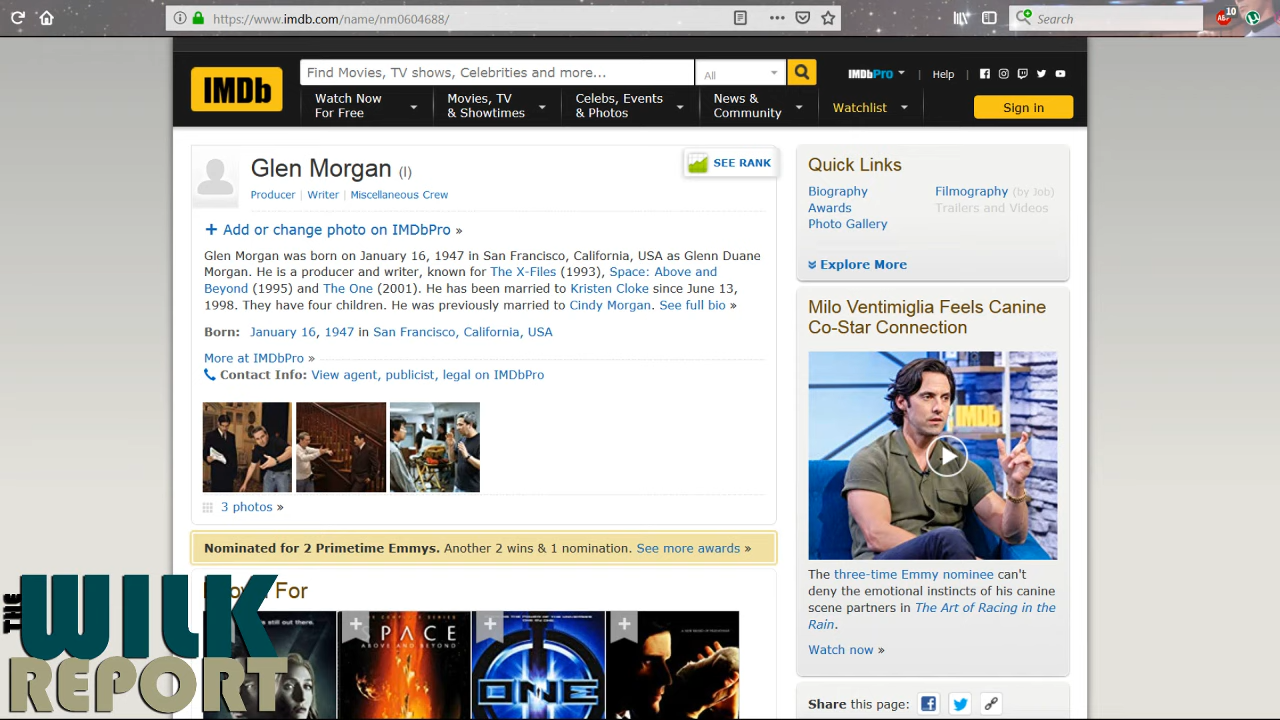 https://www.imdb.com/name/nm0604688/
Search
10
IMDb
Find Movies, TV shows, Celebrities and more...
All
IMDbPro
Help
Watch Now
For Free
Movies, TV
& Showtimes
Celebs, Events
& Photos
News &
Community
Watchlist
Sign in
Glen Morgan (I)
SEE RANK
Producer | Writer | Miscellaneous Crew
Add or change photo on IMDbPro »
Glen Morgan was born on January 16, 1947 in San Francisco, California, USA as Glenn Duane
Morgan. He is a producer and writer, known for The X-Files (1993), Space: Above and
Beyond (1995) and The One (2001). He has been married to Kristen Cloke since June 13,
1998. They have four children. He was previously married to Cindy Morgan. See full bio »
Born: January 16, 1947 in San Francisco, California, USA
More at IMDbPro »
Contact Info: View agent, publicist, legal on IMDbPro
3 photos »
Nominated for 2 Primetime Emmys. Another 2 wins & 1 nomination. See more awards »
For
still out there.
SPACE
ABOVE AND BEYOND
ONE
THE WILK
REPORT
Quick Links
Biography
Filmography (by Job)
Awards
Trailers and Videos
Photo Gallery
Explore More
Milo Ventimiglia Feels Canine
Co-Star Connection
IMDb
The three-time Emmy nominee can't
deny the emotional instincts of his canine
scene partners in The Art of Racing in the
Rain.
Watch now »
Share this page: